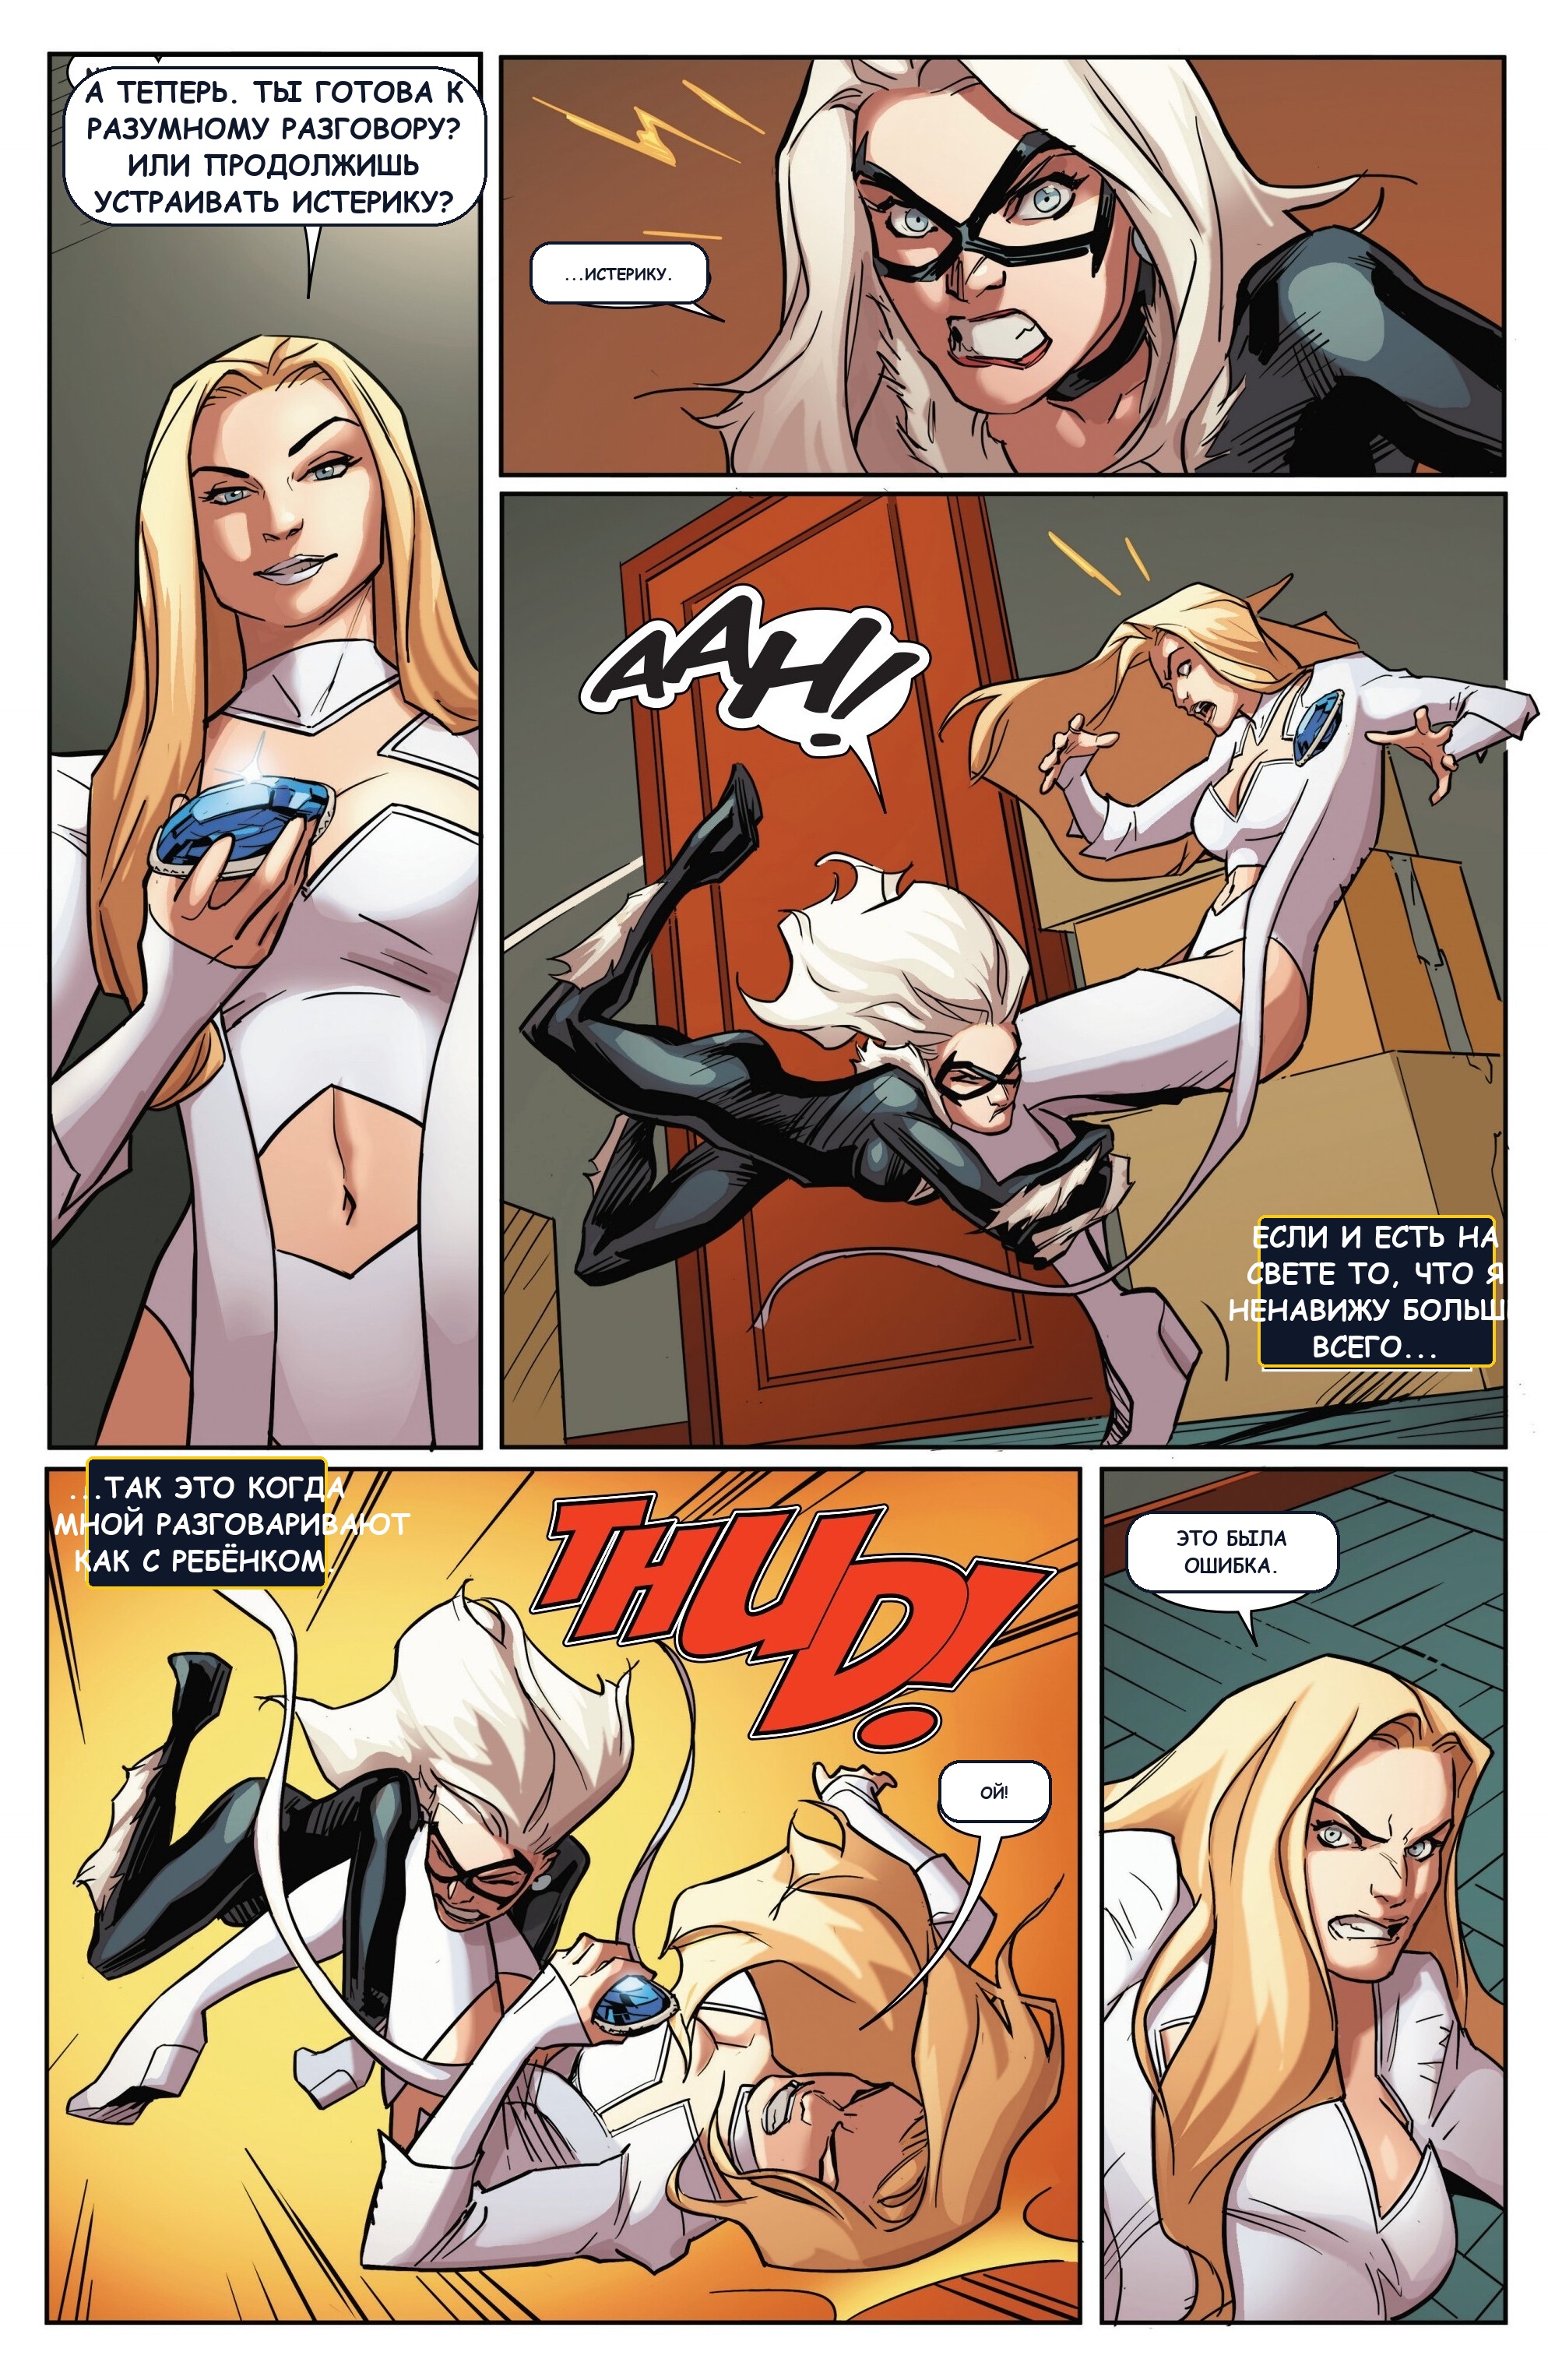 А ТЕПЕРЬ. ТЫ ГОТОВА К
РАЗУМНОМУ РАЗГОВОРУ?
ИЛИ ПРОДОЛЖИШЬ
УСТРАИВАТЬ ИСТЕРИКУ?
...ИСТЕРИКУ.
AAH!
ЕСЛИ И ЕСТЬ НА
СВЕТЕ ТО, ЧТО Я
НЕНАВИЖУ БОЛЬШ
ВСЕГО...
...ТАК ЭТО КОГДА
МНОЙ РАЗГОВАРИВАЮТ
КАК С РЕБЁНКОМ.
THUD!
ОЙ!
ЭТО БЫЛА
ОШИБКА.